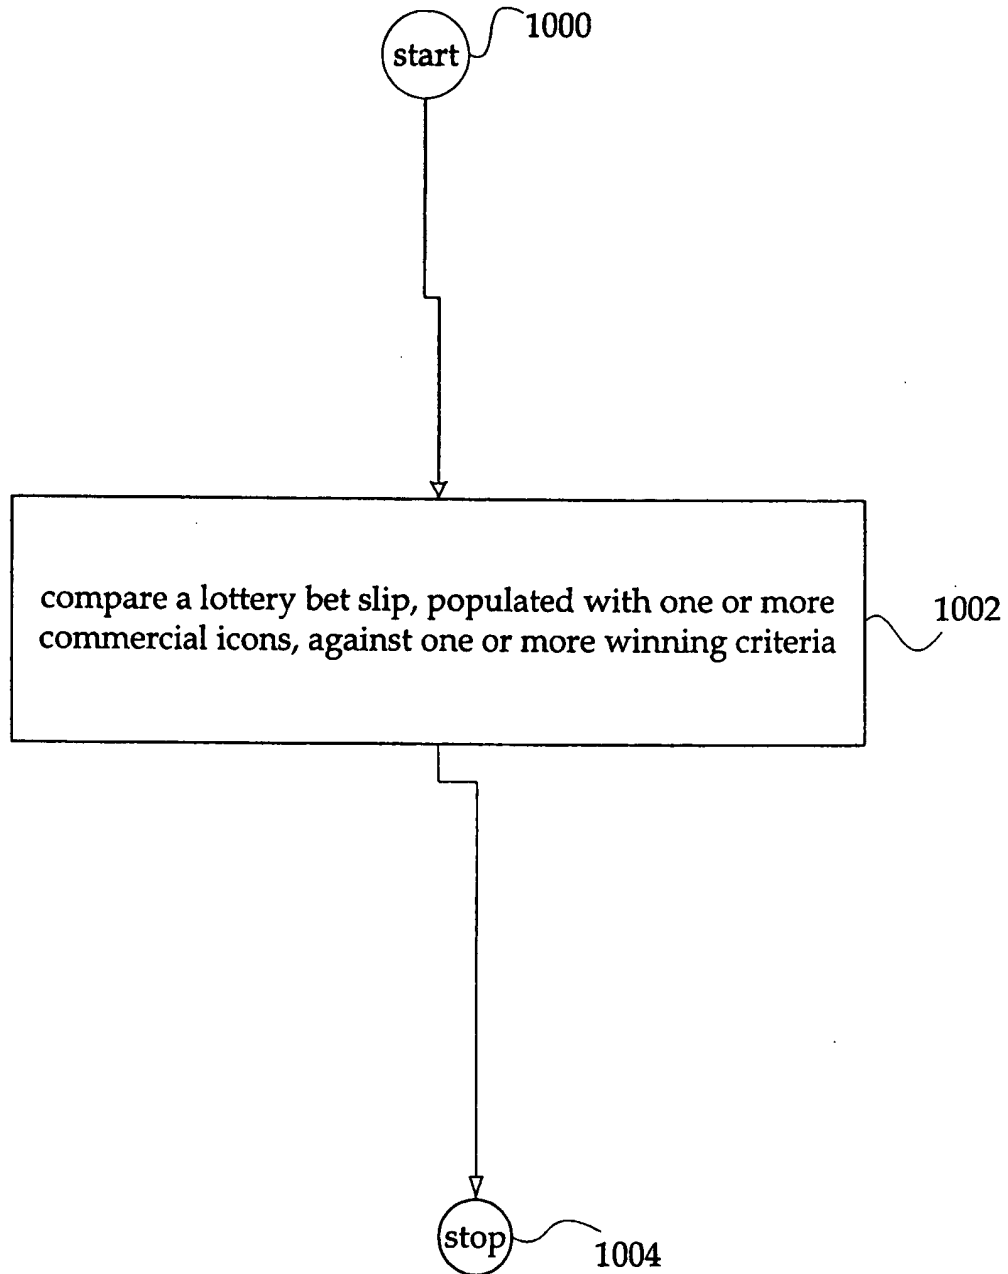 1000
start
compare a lottery bet slip, populated with one or more
commercial icons, against one or more winning criteria
1002
stop
1004